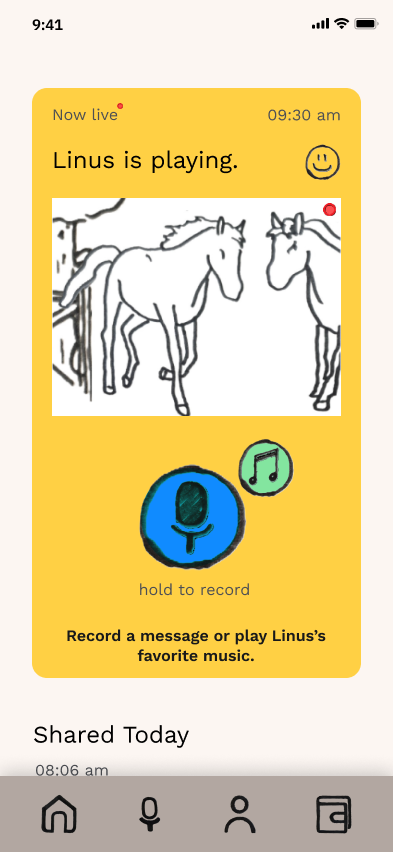 9:41
Now live
09:30 am
Linus is playing.
hold to record
Record a message or play Linus’s
favorite music.
Shared Today
08:06 am